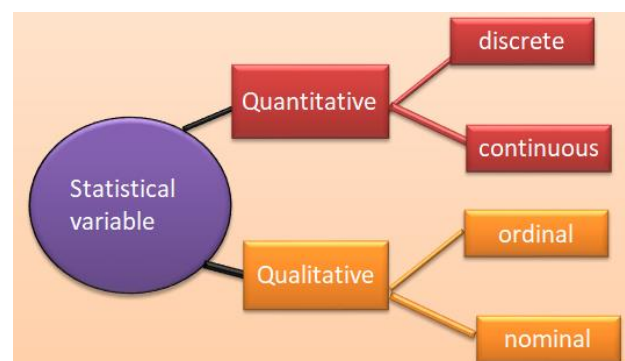 Statistical
variable
Quantitative
discrete
continuous
Qualitative
ordinal
nominal